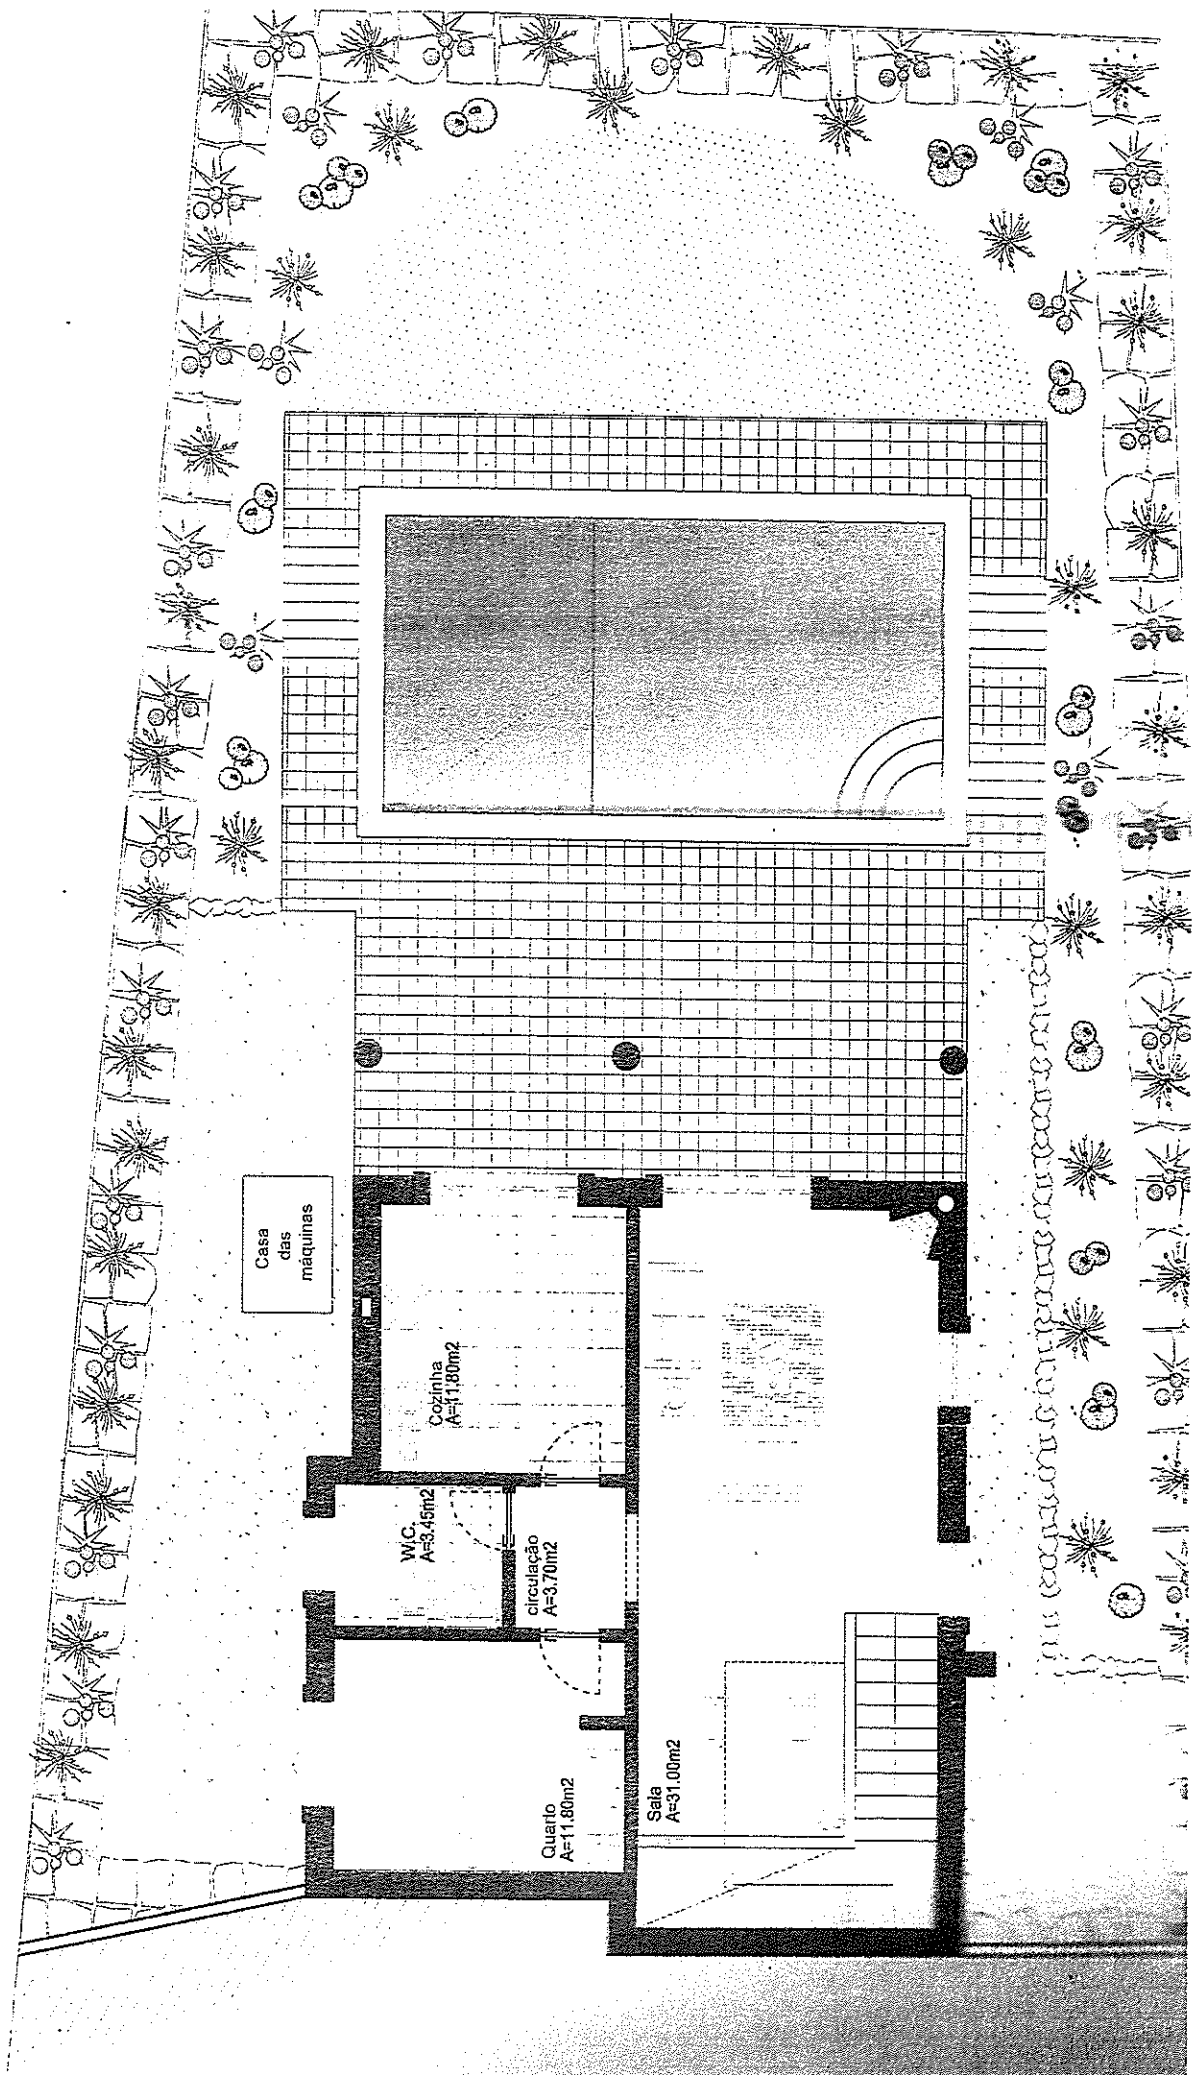 Casa
das
máquinas
Cozinha
A=11.80m2
W.C.
A=3.45m2
circulação
A=3.70m2
Quarto
A=11.80m2
Sala
A=31.00m2